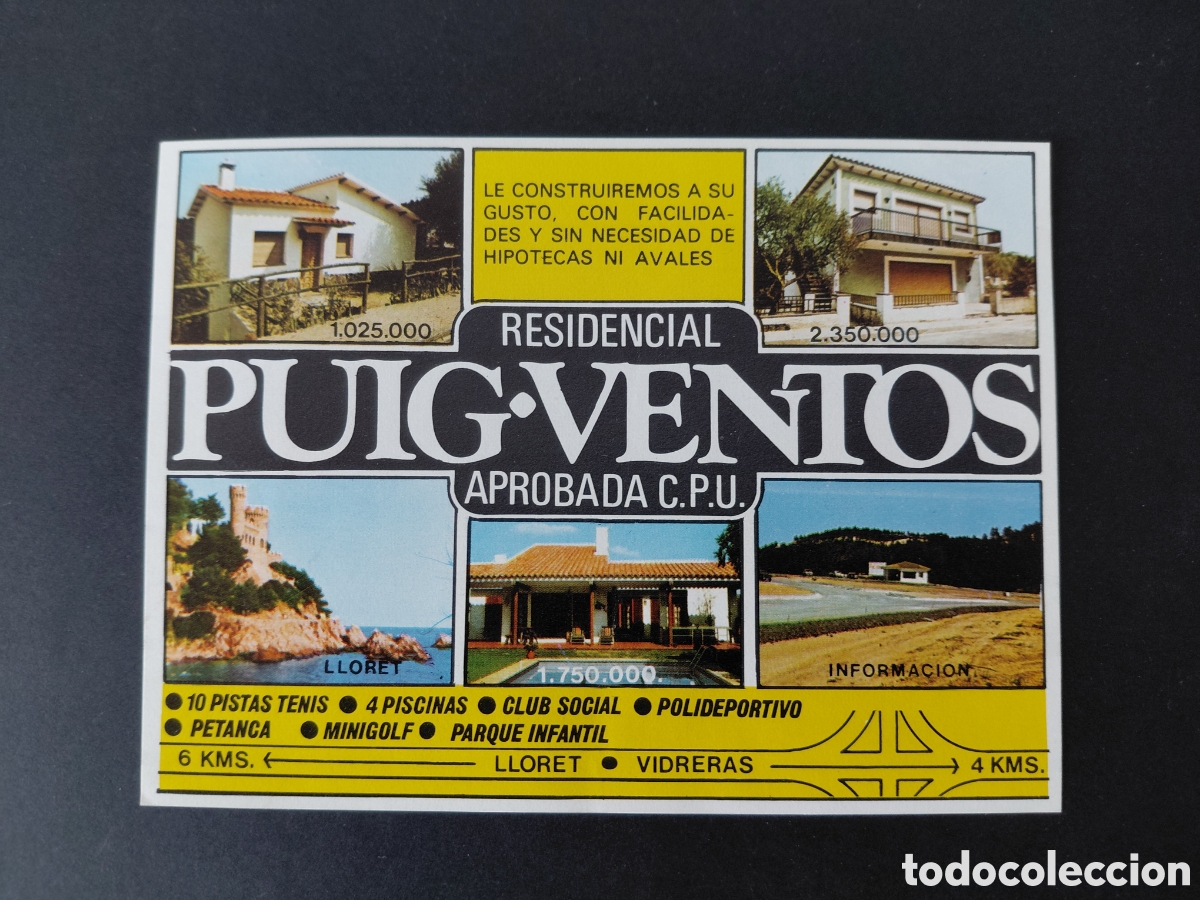 LE CONSTRUIREMOS A SU
GUSTO, CON FACILIDA-
DES Y SIN NECESIDAD DE
HIPOTECAS NI AVALES
1.025.000
2.350.000
RESIDENCIAL
PUIG·VENTOS
APROBADA C.P.U.
LLORET
1.750.000.
INFORMACION
● 10 PISTAS TENIS ● 4 PISCINAS ● CLUB SOCIAL ● POLIDEPORTIVO
● PETANCA ● MINIGOLF ● PARQUE INFANTIL
6 KMS. ← LLORET ● VIDRERAS → 4 KMS.
todocoleccion